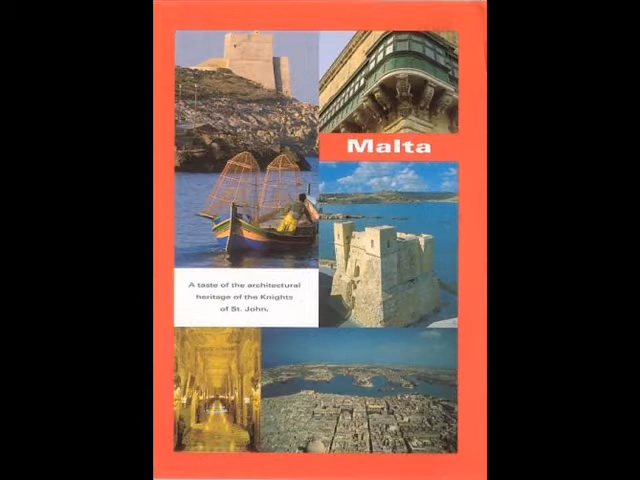 Malta
A taste of the architectural
heritage of the Knights
of St. John.